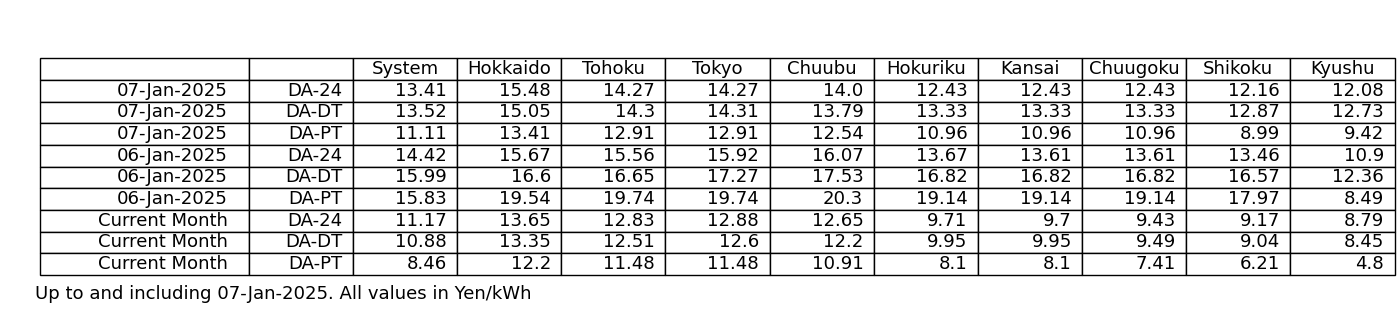 System Hokkaido Tohoku Tokyo Chuubu Hokuriku Kansai Chuugoku Shikoku Kyushu
07-Jan-2025 DA-24 13.41 15.48 14.27 14.27 14.0 12.43 12.43 12.43 12.16 12.08
07-Jan-2025 DA-DT 13.52 15.05 14.3 14.31 13.79 13.33 13.33 13.33 12.87 12.73
07-Jan-2025 DA-PT 11.11 13.41 12.91 12.91 12.54 10.96 10.96 10.96 8.99 9.42
06-Jan-2025 DA-24 14.42 15.67 15.56 15.92 16.07 13.67 13.61 13.61 13.46 10.9
06-Jan-2025 DA-DT 15.99 16.6 16.65 17.27 17.53 16.82 16.82 16.82 16.57 12.36
06-Jan-2025 DA-PT 15.83 19.54 19.74 19.74 20.3 19.14 19.14 19.14 17.97 8.49
Current Month DA-24 11.17 13.65 12.83 12.88 12.65 9.71 9.7 9.43 9.17 8.79
Current Month DA-DT 10.88 13.35 12.51 12.6 12.2 9.95 9.95 9.49 9.04 8.45
Current Month DA-PT 8.46 12.2 11.48 11.48 10.91 8.1 8.1 7.41 6.21 4.8
Up to and including 07-Jan-2025. All values in Yen/kWh